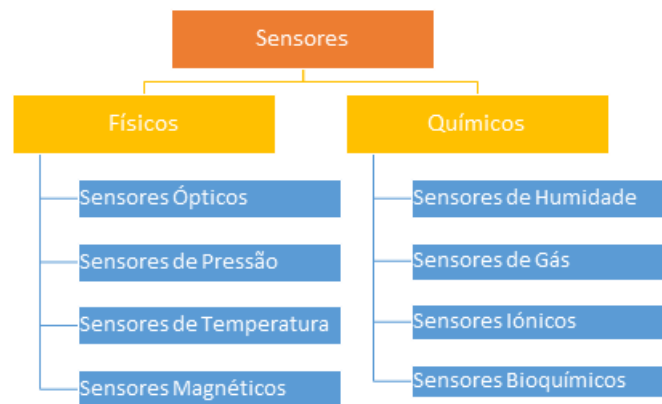 Sensores
Físicos
Sensores Ópticos
Sensores de Pressão
Sensores de Temperatura
Sensores Magnéticos
Químicos
Sensores de Humidade
Sensores de Gás
Sensores Iónicos
Sensores Bioquímicos